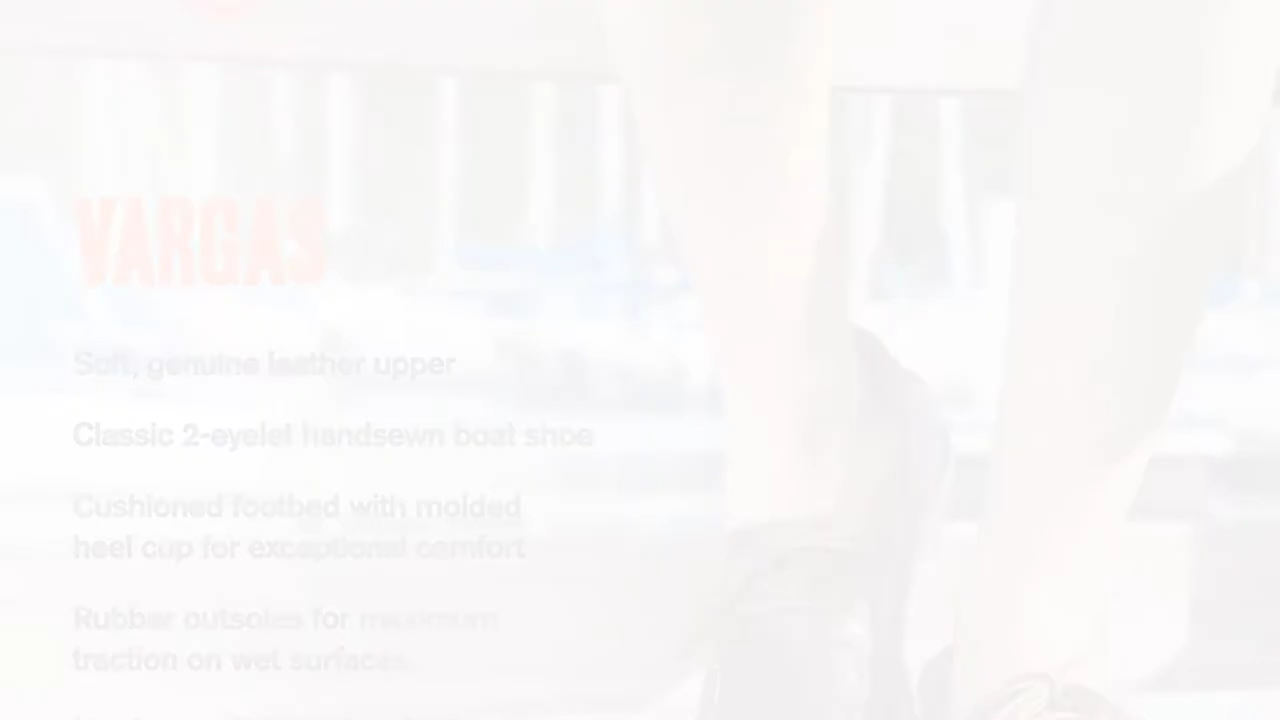 VARGAS
Soft, genuine leather upper
Classic 2-eyelet handsewn boat shoe
Cushioned footbed with molded
heel cup for exceptional comfort
Rubber outsoles for maximum
traction on wet surfaces